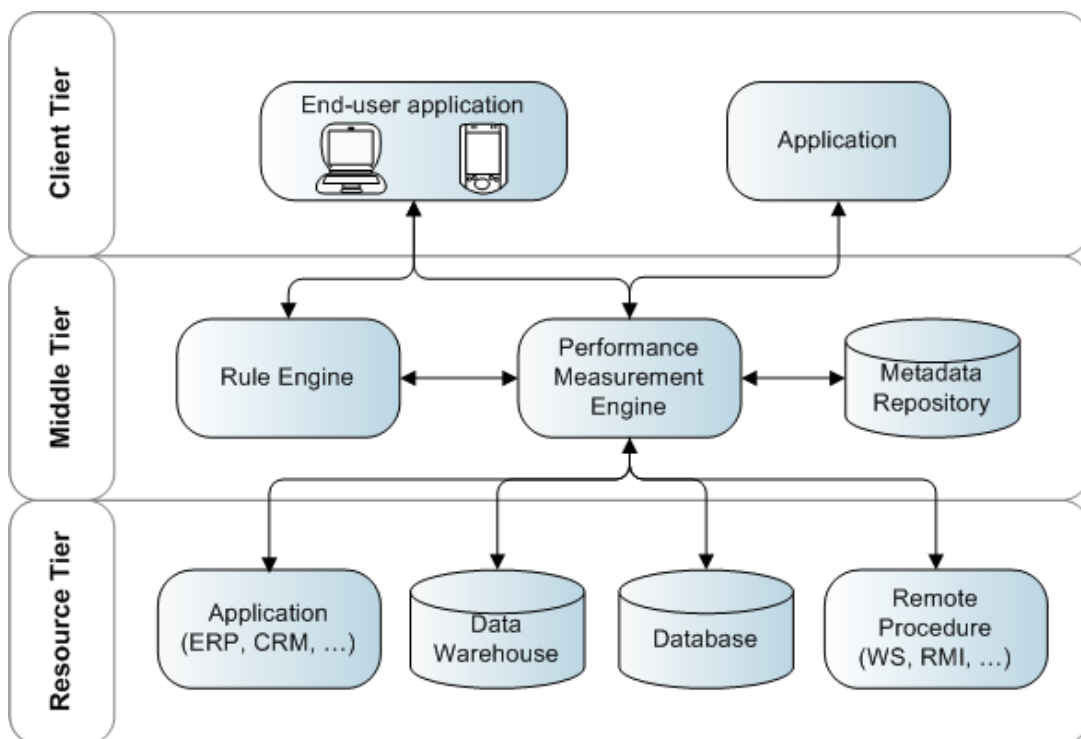 Client Tier
End-user application
Application
Middle Tier
Rule Engine
Performance
Measurement
Engine
Metadata
Repository
Resource Tier
Application
(ERP, CRM, …)
Data
Warehouse
Database
Remote
Procedure
(WS, RMI, …)